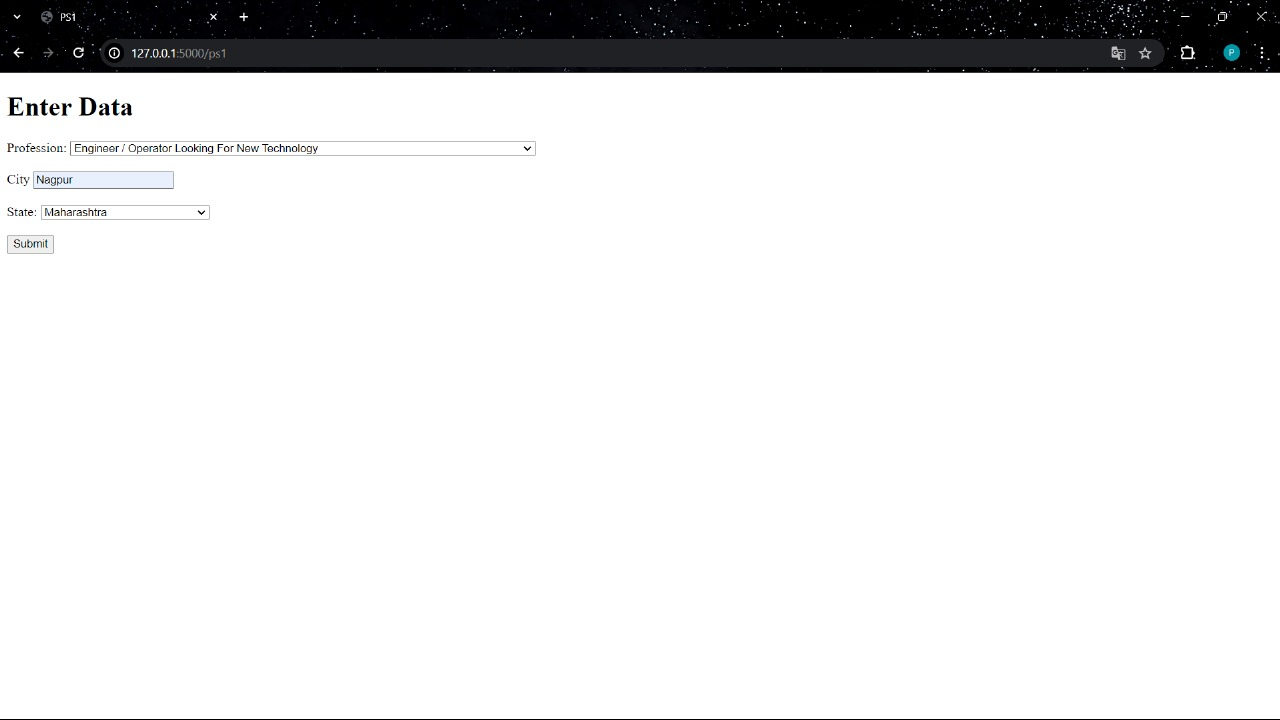 PS1
127.0.0.1:5000/ps1
P
Enter Data
Profession: Engineer / Operator Looking For New Technology
City Nagpur
State: Maharashtra
Submit